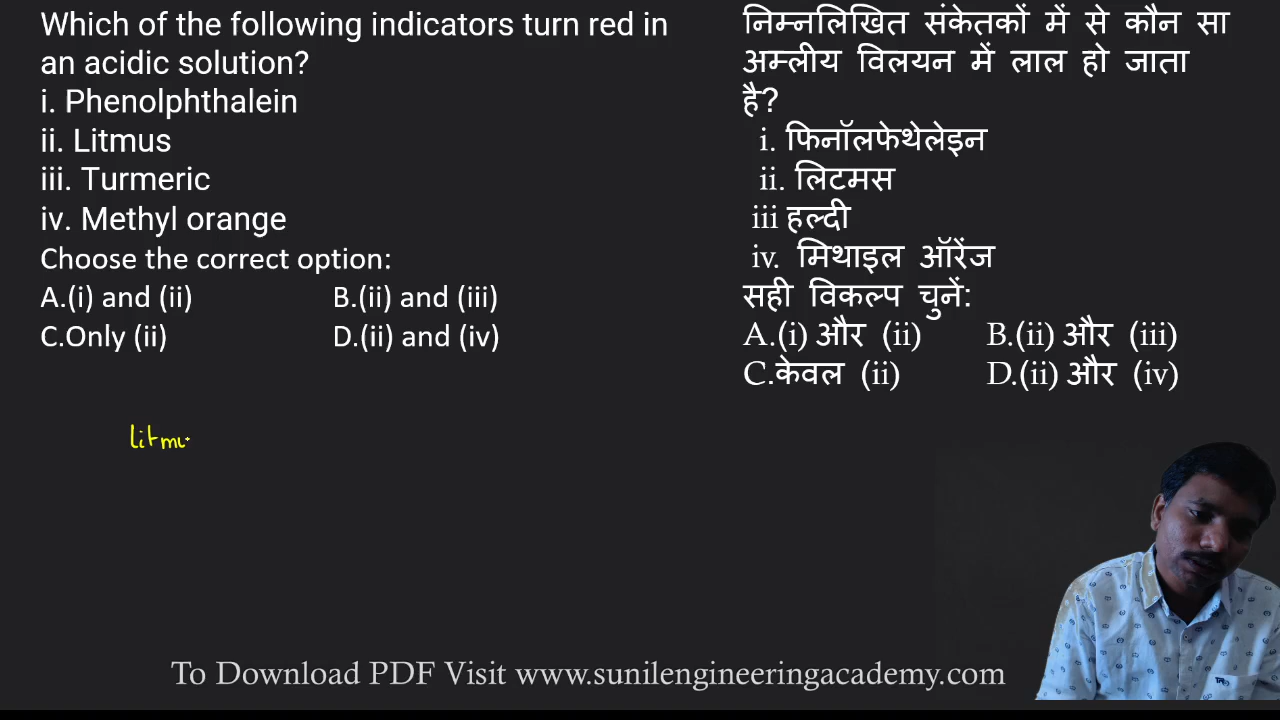 Which of the following indicators turn red in
an acidic solution?
i. Phenolphthalein
ii. Litmus
iii. Turmeric
iv. Methyl orange
Choose the correct option:
A.(i) and (ii) B.(ii) and (iii)
C.Only (ii) D.(ii) and (iv)
निम्नलिखित संकेतकों में से कौन सा
अम्लीय विलयन में लाल हो जाता
है?
i. फिनॉलफेथेलेइन
ii. लिटमस
iii हल्दी
iv. मिथाइल ऑरेंज
सही विकल्प चुनें:
A.(i) और (ii) B.(ii) और (iii)
C.केवल (ii) D.(ii) और (iv)
litmu
To Download PDF Visit www.sunilengineeringacademy.com